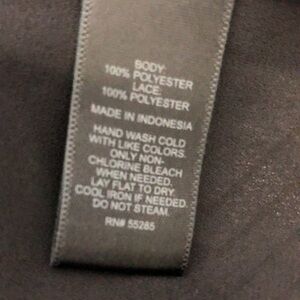 BODY:
100% POLYESTER
LACE:
100% POLYESTER
MADE IN INDONESIA
HAND WASH COLD
WITH LIKE COLORS.
ONLY NON-
CHLORINE BLEACH
WHEN NEEDED.
LAY FLAT TO DRY.
COOL IRON IF NEEDED.
DO NOT STEAM.
RN# 55285